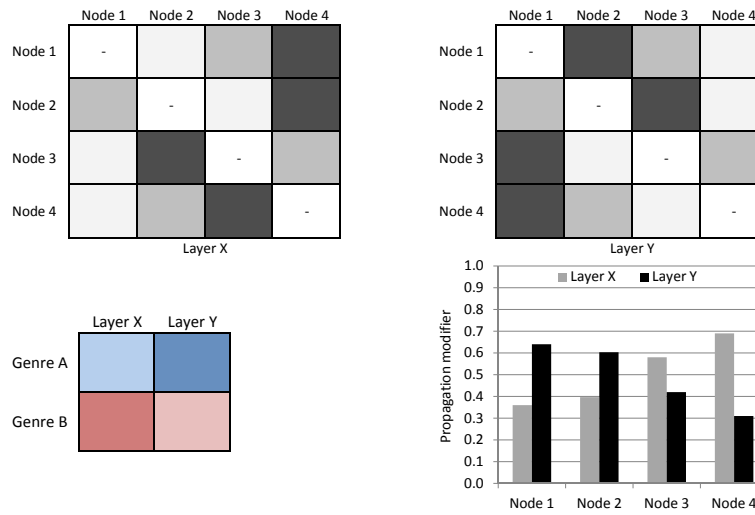 Node 1 Node 2 Node 3 Node 4
Node 1 -
Node 2 -
Node 3 -
Node 4 -
Layer X
Node 1 Node 2 Node 3 Node 4
Node 1 -
Node 2 -
Node 3 -
Node 4 -
Layer Y
Layer X Layer Y
Genre A
Genre B
Layer X Layer Y
Propagation modifier
1.0
0.9
0.8
0.7
0.6
0.5
0.4
0.3
0.2
0.1
0.0
Node 1 Node 2 Node 3 Node 4